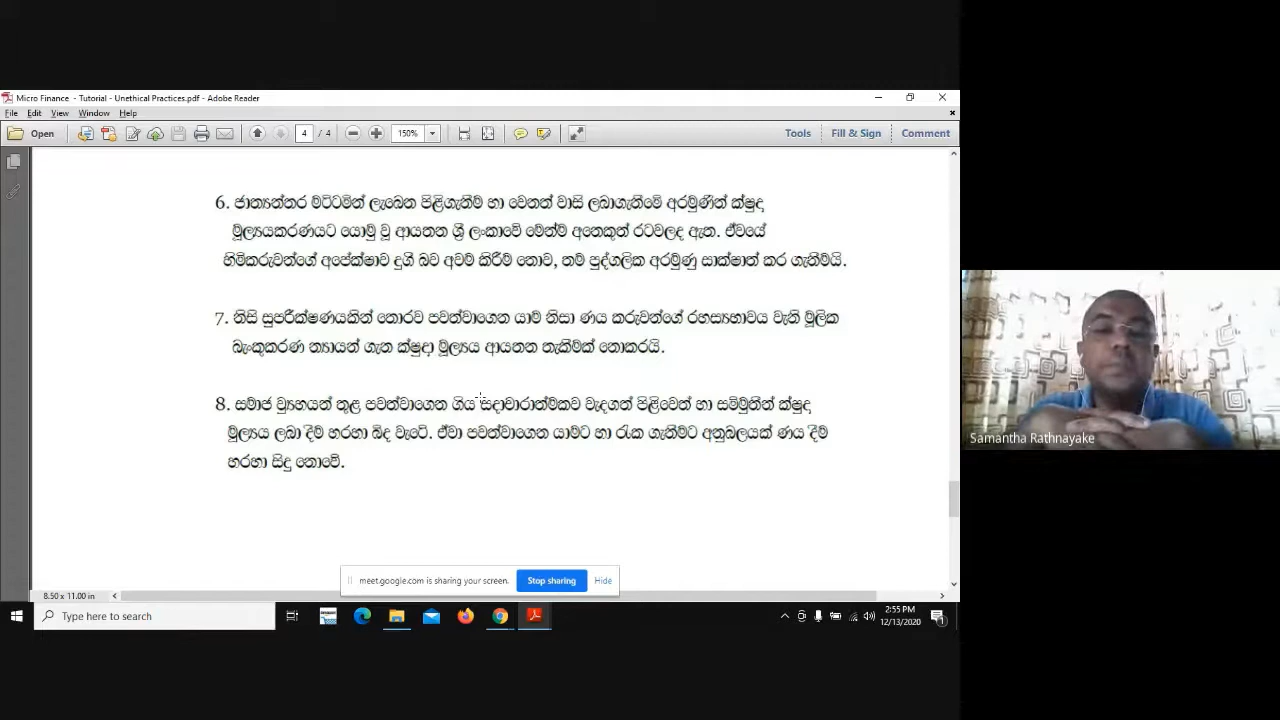 Micro Finance - Tutorial - Unethical Practices.pdf - Adobe Reader
File Edit View Window Help
Open 4 / 4 150% Tools Fill & Sign Comment
6. ජාත්‍යන්තර මට්ටමින් ලැබෙන පිළිගැනීම් හා වෙනත් වාසි ලබාගැනීමේ අරමුණින් ක්ෂුද්‍ර
මූල්‍යයකරණයට යොමු වූ ආයතන ශ්‍රී ලංකාවේ මෙන්ම අනෙකුත් රටවලද ඇත. ඒවයේ
හිමිකරුවන්ගේ අපේක්ෂාව දුගී බව අවම කිරීම නොව, තම පුද්ගලික අරමුණු සාක්ෂාත් කර ගැනීමයි.
7. නිසි සුපරීක්ෂණයකින් තොරව පවත්වාගෙන යාම නිසා ණය කරුවන්ගේ රහස්‍යභාවය වැනි මූලික
බැංකුකරණ න්‍යායන් ගැන ක්ෂුද්‍ර මූල්‍යය ආයතන තැකීමක් නොකරයි.
8. සමාජ ව්‍යුහයන් තුළ පවත්වාගෙන ගිය සදාචාරාත්මකව වැදගත් පිළිවෙත් හා සම්මුතීන් ක්ෂුද්‍ර
මූල්‍යය ලබා දීම හරහා බිඳ වැටේ. ඒවා පවත්වාගෙන යාමට හා රැක ගැනීමට අනුබලයක් ණය දීම
හරහා සිදු නොවේ.
Samantha Rathnayake
meet.google.com is sharing your screen. Stop sharing Hide
8.50 x 11.00 in
Type here to search
2:55 PM
12/13/2020